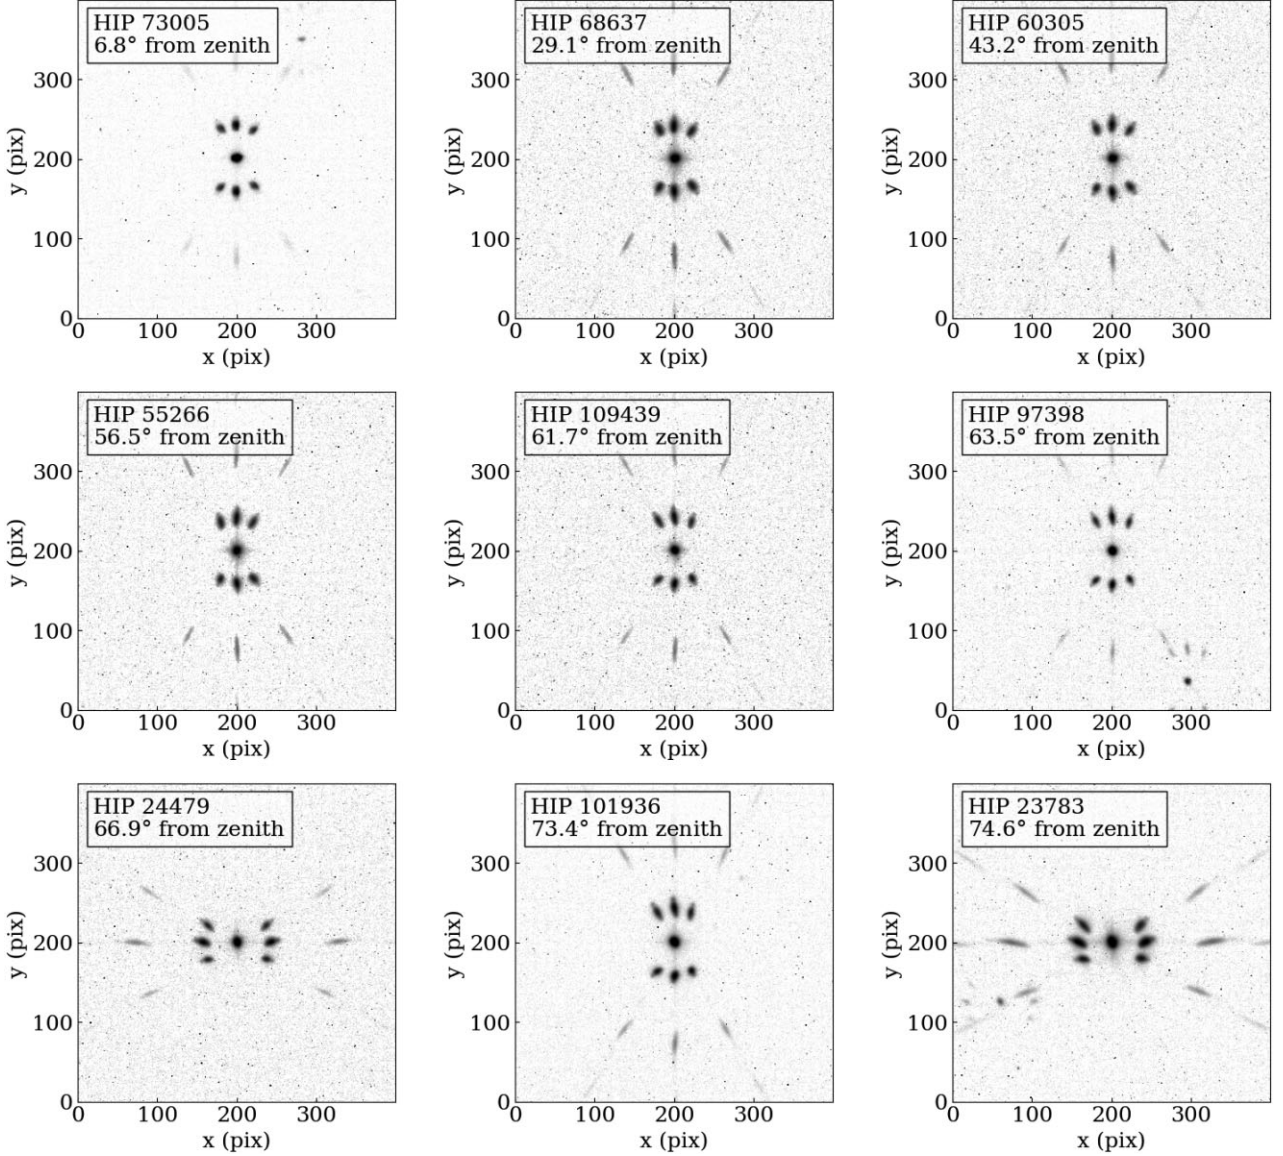 HIP 73005
6.8° from zenith
y (pix)
300
200
100
0
0 100 200 300
x (pix)
HIP 68637
29.1° from zenith
y (pix)
300
200
100
0
0 100 200 300
x (pix)
HIP 60305
43.2° from zenith
y (pix)
300
200
100
0
0 100 200 300
x (pix)
HIP 55266
56.5° from zenith
y (pix)
300
200
100
0
0 100 200 300
x (pix)
HIP 109439
61.7° from zenith
y (pix)
300
200
100
0
0 100 200 300
x (pix)
HIP 97398
63.5° from zenith
y (pix)
300
200
100
0
0 100 200 300
x (pix)
HIP 24479
66.9° from zenith
y (pix)
300
200
100
0
0 100 200 300
x (pix)
HIP 101936
73.4° from zenith
y (pix)
300
200
100
0
0 100 200 300
x (pix)
HIP 23783
74.6° from zenith
y (pix)
300
200
100
0
0 100 200 300
x (pix)